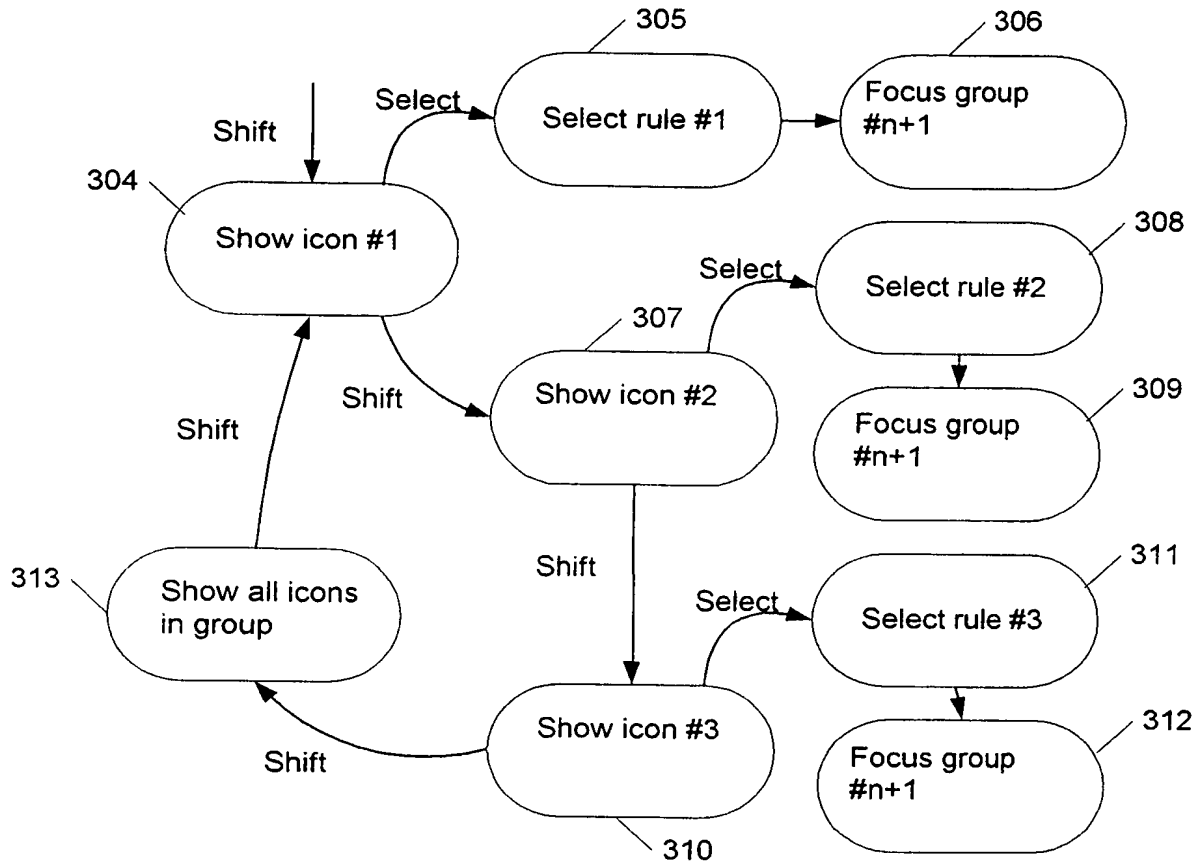 305
306
Select
Select rule #1
Focus group
#n+1
Shift
304
Show icon #1
308
Select
Select rule #2
307
Shift
Show icon #2
309
Focus group
#n+1
Shift
311
313
Show all icons
in group
Shift
Select
Select rule #3
Show icon #3
312
Focus group
#n+1
Shift
310